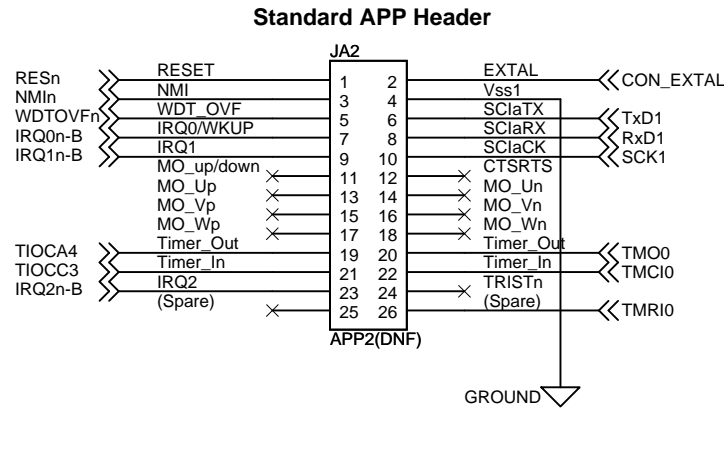 Standard APP Header
JA2
RESn RESET 1 2 EXTAL CON_EXTAL
NMIn NMI 3 4 Vss1
WDTOVFn WDT_OVF 5 6 SCIaTX TxD1
IRQ0n-B IRQ0/WKUP 7 8 SCIaRX RxD1
IRQ1n-B IRQ1 9 10 SCIaCK SCK1
MO_up/down 11 12 CTSRTS
MO_Up 13 14 MO_Un
MO_Vp 15 16 MO_Vn
MO_Wp 17 18 MO_Wn
TIOCA4 Timer_Out 19 20 Timer_Out TMO0
TIOCC3 Timer_In 21 22 Timer_In TMCI0
IRQ2n-B IRQ2 23 24 TRISTn
(Spare) 25 26 (Spare) TMRI0
APP2(DNF)
GROUND